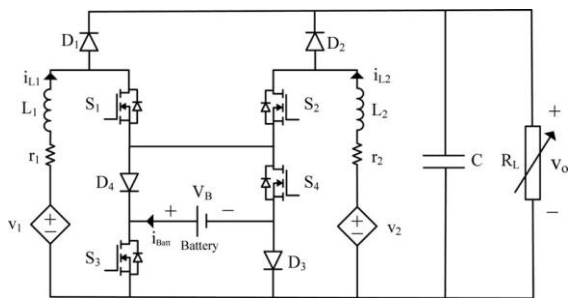 D1
D2
iL1
iL2
L1
S1
S2
L2
r1
D4
VB
S4
r2
C
RL
+
vo
−
v1
+
−
+
−
iBatt
Battery
S3
D3
+
−
v2